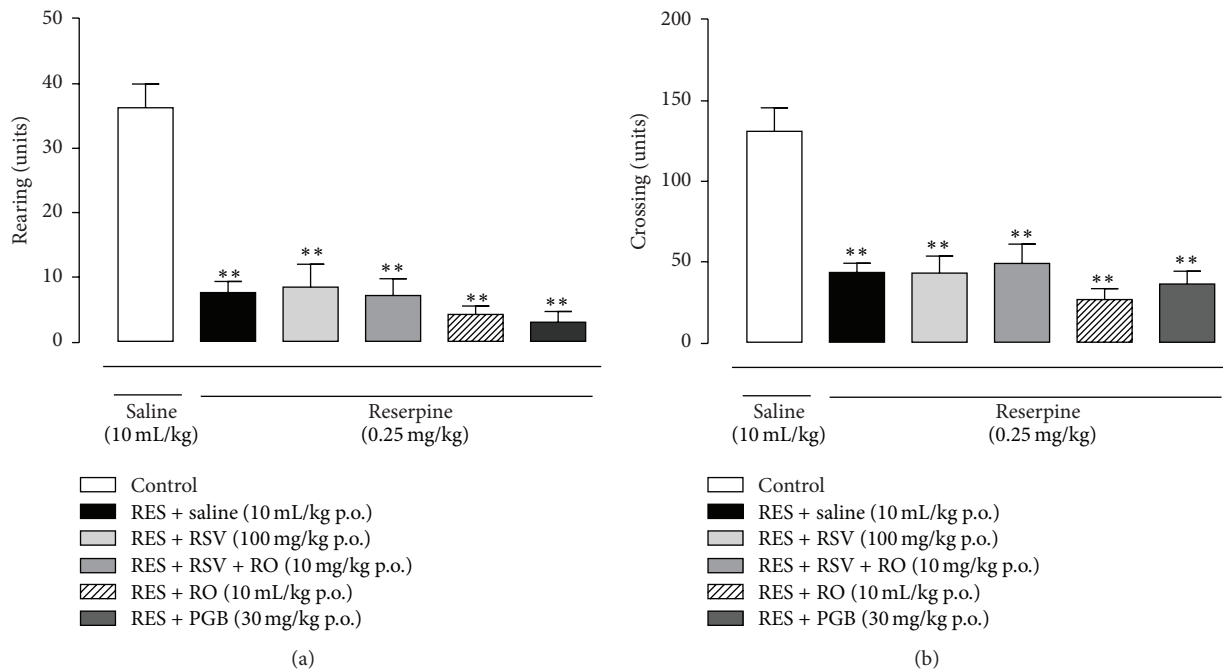 50
40
30
20
10
0
Rearing (units)
**
**
**
**
**
Saline
(10 mL/kg)
Reserpine
(0.25 mg/kg)
Control
RES + saline (10 mL/kg p.o.)
RES + RSV (100 mg/kg p.o.)
RES + RSV + RO (10 mg/kg p.o.)
RES + RO (10 mL/kg p.o.)
RES + PGB (30 mg/kg p.o.)
(a)
200
150
100
50
0
Crossing (units)
**
**
**
**
**
Saline
(10 mL/kg)
Reserpine
(0.25 mg/kg)
Control
RES + saline (10 mL/kg p.o.)
RES + RSV (100 mg/kg p.o.)
RES + RSV + RO (10 mg/kg p.o.)
RES + RO (10 mL/kg p.o.)
RES + PGB (30 mg/kg p.o.)
(b)